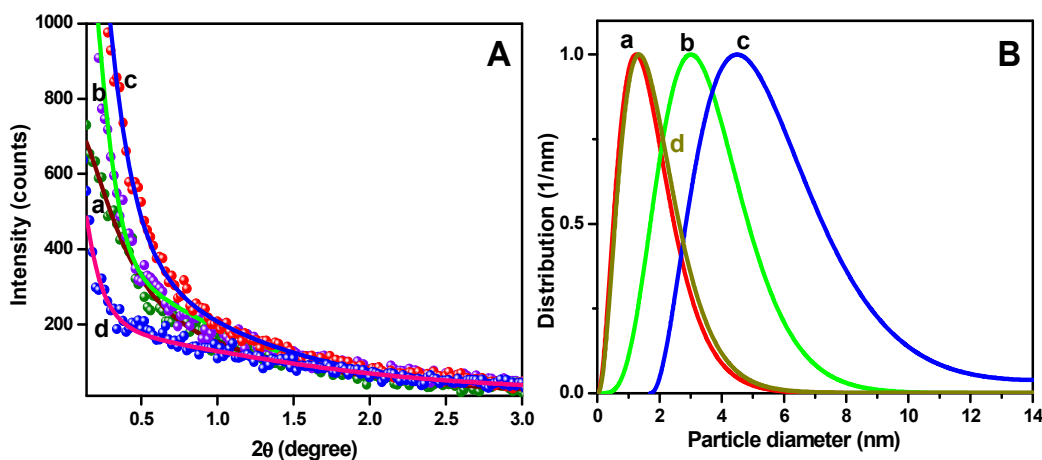 A
1000
800
600
400
200
b
c
a
d
0.5 1.0 1.5 2.0 2.5 3.0
2θ (degree)
Intensity (counts)
B
a b c
d
1.0
0.5
0.0
0 2 4 6 8 10 12 14
Particle diameter (nm)
Distribution (1/nm)